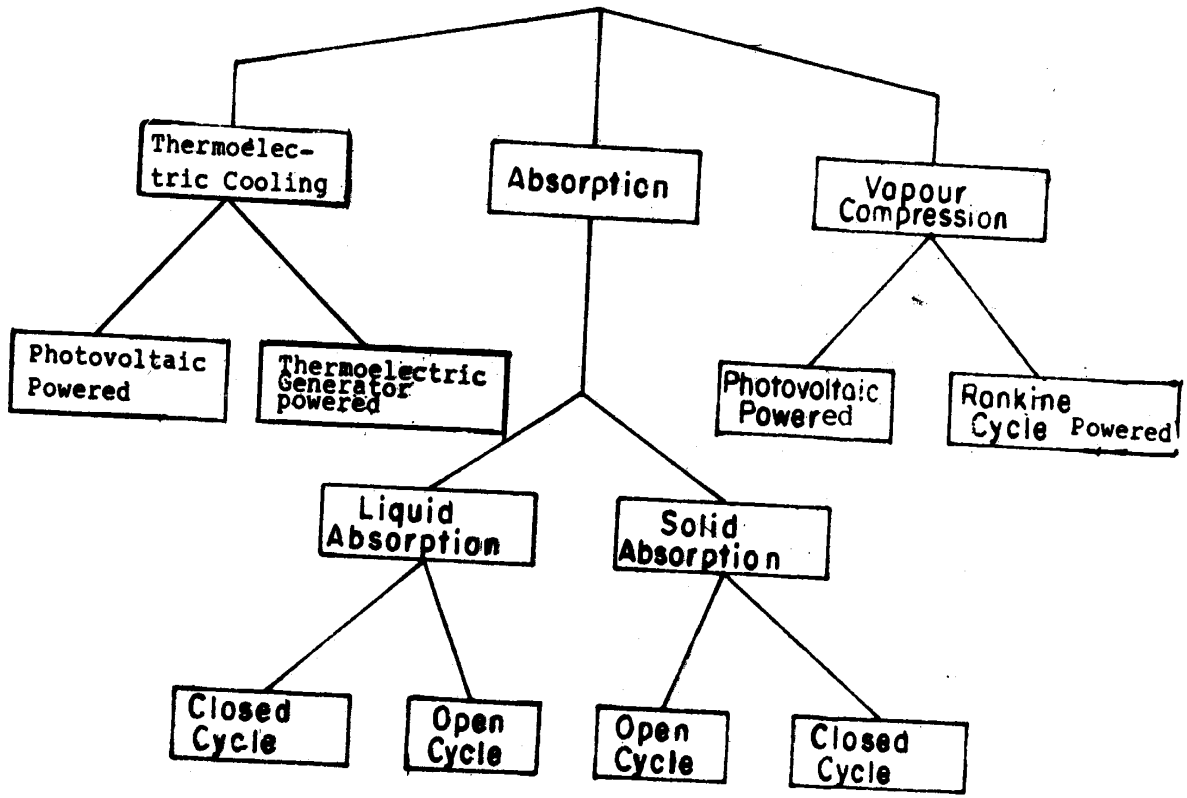 Thermoelec-
tric Cooling
Absorption
Vapour
Compression
Photovoltaic
Powered
Thermoelectric
Generator
powered
Photovoltaic
Powered
Rankine
Cycle Powered
Liquid
Absorption
Solid
Absorption
Closed
Cycle
Open
Cycle
Open
Cycle
Closed
Cycle